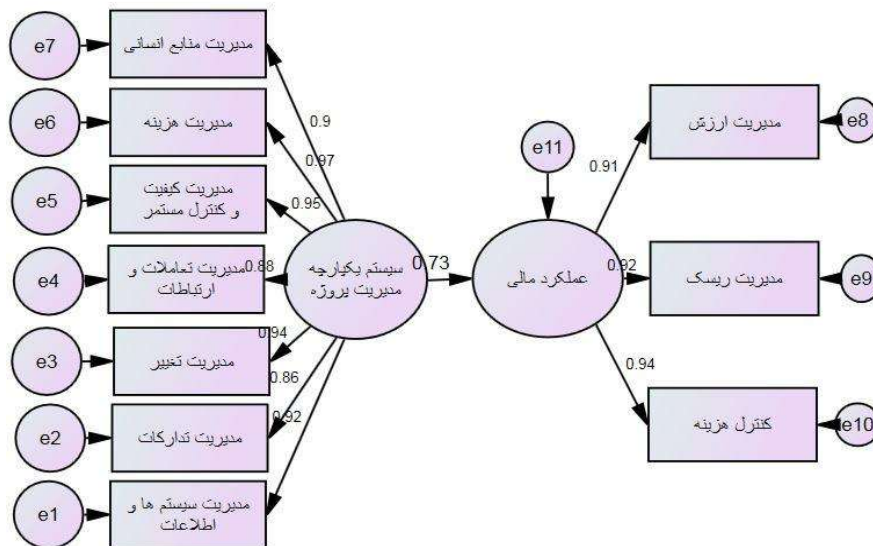 e7
مدیریت منابع انسانی
0.9
e6
مدیریت هزینه
0.97
e5
مدیریت کیفیت
و کنترل مستمر
0.95
e4
مدیریت تعاملات و
ارتباطات
0.88
e3
مدیریت تغییر
0.94
e2
مدیریت تدارکات
0.86
e1
مدیریت سیستم ها و
اطلاعات
0.92
سیستم یکپارچه
مدیریت پروژه
0.73
e11
عملکرد مالی
0.91
مدیریت ارزش
e8
0.92
مدیریت ریسک
e9
0.94
کنترل هزینه
e10